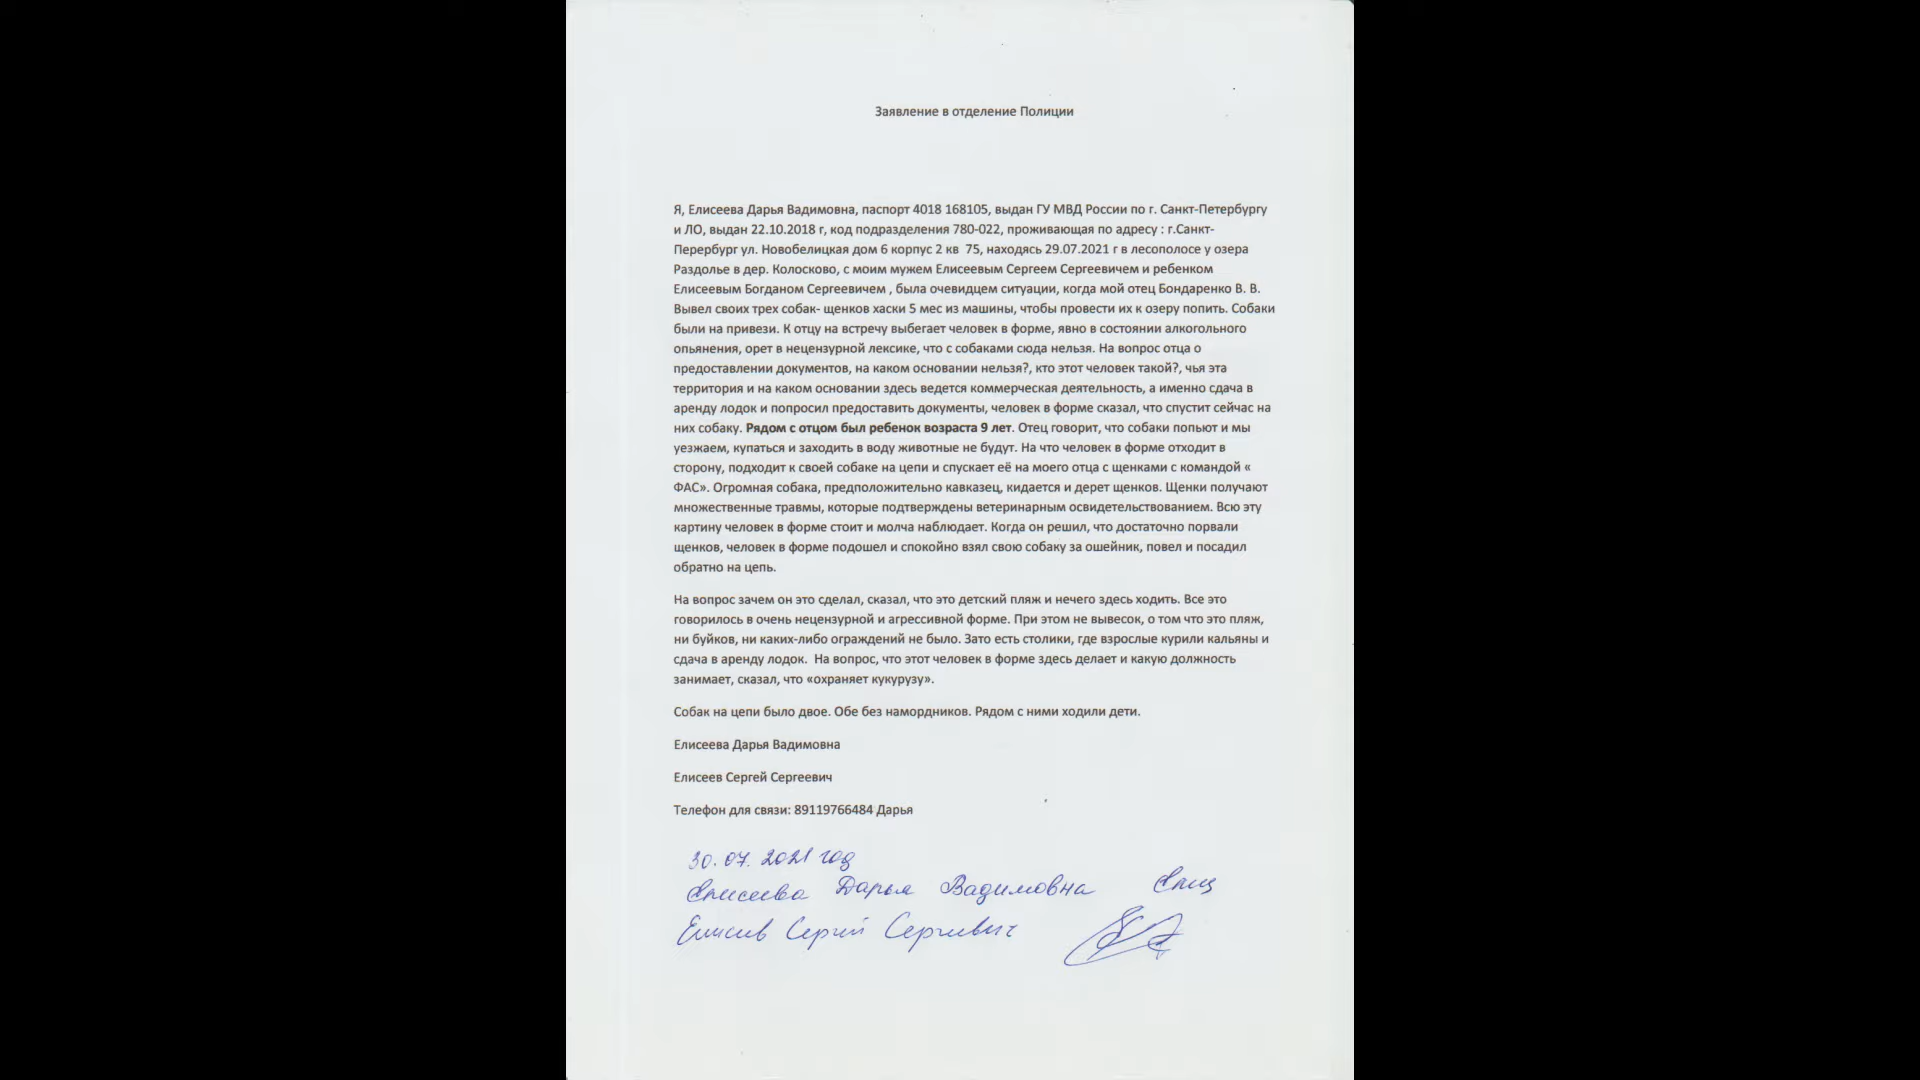 Заявление в отделение Полиции
Я, Елисеева Дарья Вадимовна, паспорт 4018 168105, выдан ГУ МВД России по г. Санкт-Петербургу
и ЛО, выдан 22.10.2018 г, код подразделения 780-022, проживающая по адресу : г.Санкт-
Перербург ул. Новобелицкая дом 6 корпус 2 кв 75, находясь 29.07.2021 г в лесополосе у озера
Раздолье в дер. Колосково, с моим мужем Елисеевым Сергеем Сергеевичем и ребенком
Елисеевым Богданом Сергеевичем , была очевидцем ситуации, когда мой отец Бондаренко В. В.
Вывел своих трех собак- щенков хаски 5 мес из машины, чтобы провести их к озеру попить. Собаки
были на привези. К отцу на встречу выбегает человек в форме, явно в состоянии алкогольного
опьянения, орет в нецензурной лексике, что с собаками сюда нельзя. На вопрос отца о
предоставлении документов, на каком основании нельзя?, кто этот человек такой?, чья эта
территория и на каком основании здесь ведется коммерческая деятельность, а именно сдача в
аренду лодок и попросил предоставить документы, человек в форме сказал, что спустит сейчас на
них собаку. Рядом с отцом был ребенок возраста 9 лет. Отец говорит, что собаки попьют и мы
уезжаем, купаться и заходить в воду животные не будут. На что человек в форме отходит в
сторону, подходит к своей собаке на цепи и спускает её на моего отца с щенками с командой «
ФАС». Огромная собака, предположительно кавказец, кидается и дерет щенков. Щенки получают
множественные травмы, которые подтверждены ветеринарным освидетельствованием. Всю эту
картину человек в форме стоит и молча наблюдает. Когда он решил, что достаточно порвали
щенков, человек в форме подошел и спокойно взял свою собаку за ошейник, повел и посадил
обратно на цепь.
На вопрос зачем он это сделал, сказал, что это детский пляж и нечего здесь ходить. Все это
говорилось в очень нецензурной и агрессивной форме. При этом не вывесок, о том что это пляж,
ни буйков, ни каких-либо ограждений не было. Зато есть столики, где взрослые курили кальяны и
сдача в аренду лодок. На вопрос, что этот человек в форме здесь делает и какую должность
занимает, сказал, что «охраняет кукурузу».
Собак на цепи было двое. Обе без намордников. Рядом с ними ходили дети.
Елисеева Дарья Вадимовна
Елисеев Сергей Сергеевич
Телефон для связи: 89119766484 Дарья
30.07.2021 год
Елисеева Дарья Вадимовна
Елисеев Сергей Сергеевич